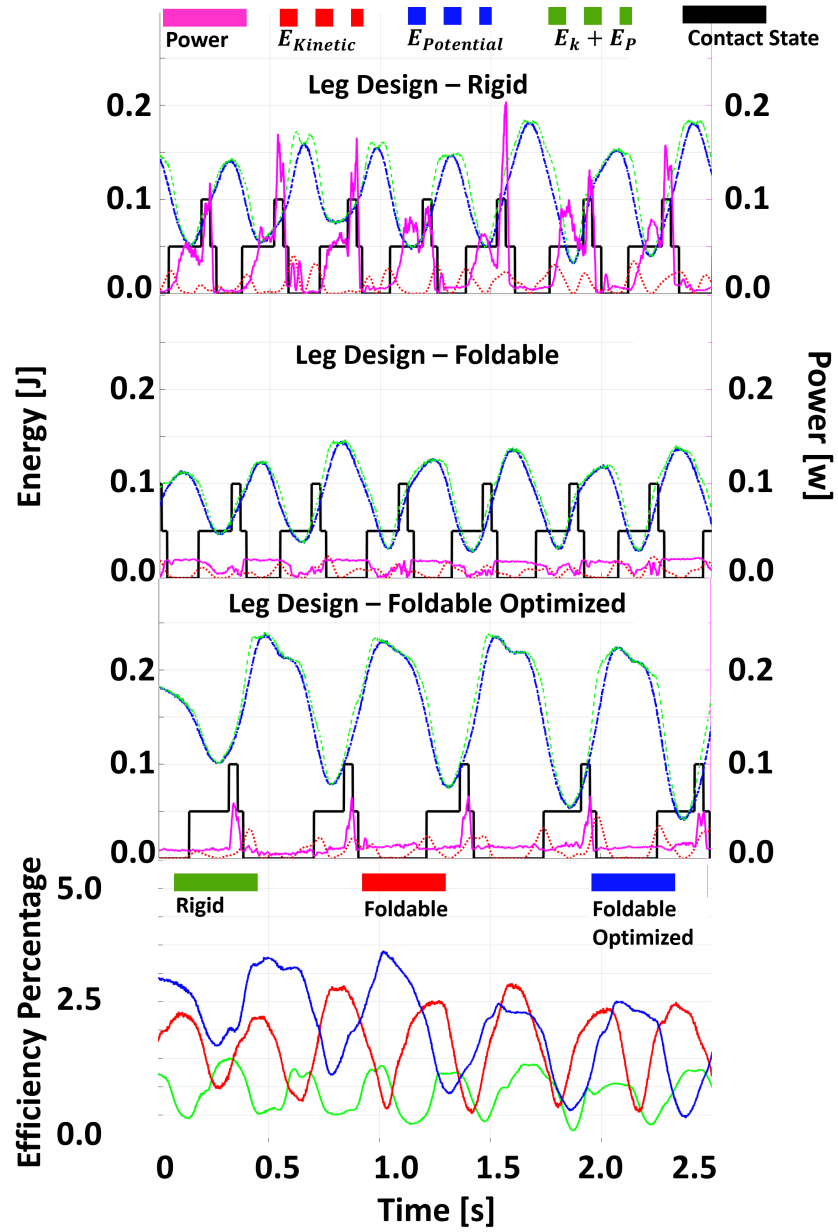 Power
E_Kinetic
E_Potential
E_k + E_P
Contact State
Leg Design – Rigid
0.2
0.2
0.1
0.1
0.0
0.0
Leg Design – Foldable
Energy [J]
Power [w]
0.2
0.2
0.1
0.1
0.0
0.0
Leg Design – Foldable Optimized
0.2
0.2
0.1
0.1
0.0
0.0
Efficiency Percentage
5.0
2.5
0.0
Rigid
Foldable
Foldable
Optimized
0
0.5
1.0
1.5
2.0
2.5
Time [s]